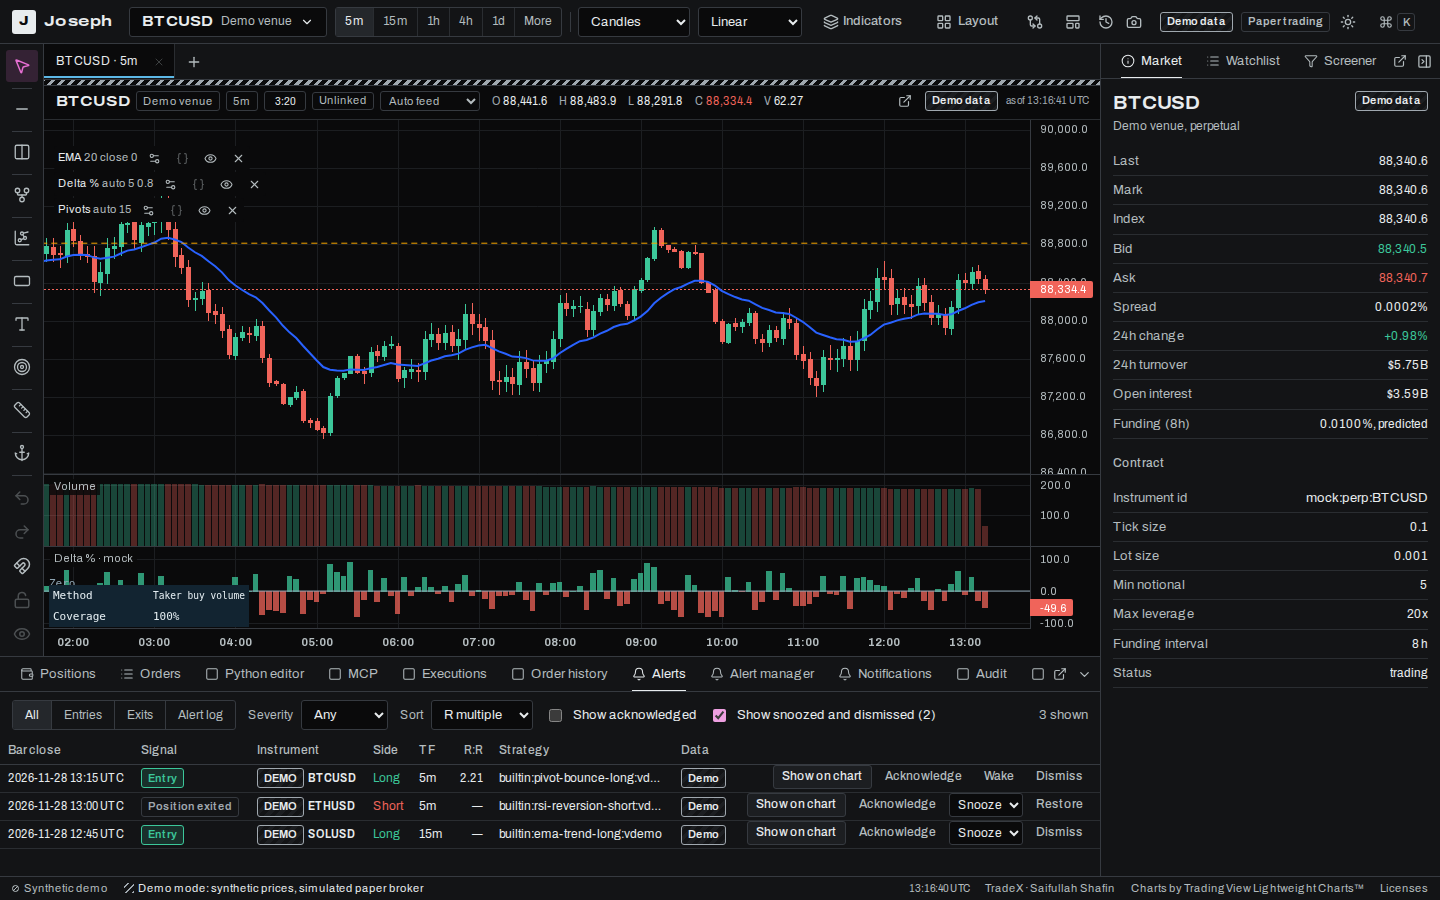 J Joseph BTCUSD Demo venue 5m 15m 1h 4h 1d More Candles Linear Indicators Layout Demo data Paper trading ⌘ K
BTCUSD · 5m
Market Watchlist Screener
BTCUSD Demo venue 5m 3:20 Unlinked Auto feed O 88,441.6 H 88,483.9 L 88,291.8 C 88,334.4 V 62.27 Demo data as of 13:16:41 UTC
EMA 20 close 0
Delta % auto 5 0.8
Pivots auto 15
90,000.0
89,600.0
89,200.0
88,800.0
88,334.4
88,000.0
87,600.0
87,200.0
86,800.0
86,400.0
Volume
200.0
100.0
Delta % · mock
Zero
Method Taker buy volume
Coverage 100%
100.0
0.0
-49.6
-100.0
02:00 03:00 04:00 05:00 06:00 07:00 08:00 09:00 10:00 11:00 12:00 13:00
BTCUSD Demo data
Demo venue, perpetual
Last 88,340.6
Mark 88,340.6
Index 88,340.6
Bid 88,340.5
Ask 88,340.7
Spread 0.0002%
24h change +0.98%
24h turnover $5.75B
Open interest $3.59B
Funding (8h) 0.0100%, predicted
Contract
Instrument id mock:perp:BTCUSD
Tick size 0.1
Lot size 0.001
Min notional 5
Max leverage 20x
Funding interval 8h
Status trading
Positions Orders Python editor MCP Executions Order history Alerts Alert manager Notifications Audit
All Entries Exits Alert log Severity Any Sort R multiple Show acknowledged Show snoozed and dismissed (2) 3 shown
Bar close Signal Instrument Side TF R:R Strategy Data
2026-11-28 13:15 UTC Entry DEMO BTCUSD Long 5m 2.21 builtin:pivot-bounce-long:vd... Demo Show on chart Acknowledge Wake Dismiss
2026-11-28 13:00 UTC Position exited DEMO ETHUSD Short 5m — builtin:rsi-reversion-short:vd... Demo Show on chart Acknowledge Snooze Restore
2026-11-28 12:45 UTC Entry DEMO SOLUSD Long 15m — builtin:ema-trend-long:vdemo Demo Show on chart Acknowledge Snooze Dismiss
Synthetic demo Demo mode: synthetic prices, simulated paper broker 13:16:40 UTC TradeX · Saifullah Shafin Charts by TradingView Lightweight Charts™ Licenses